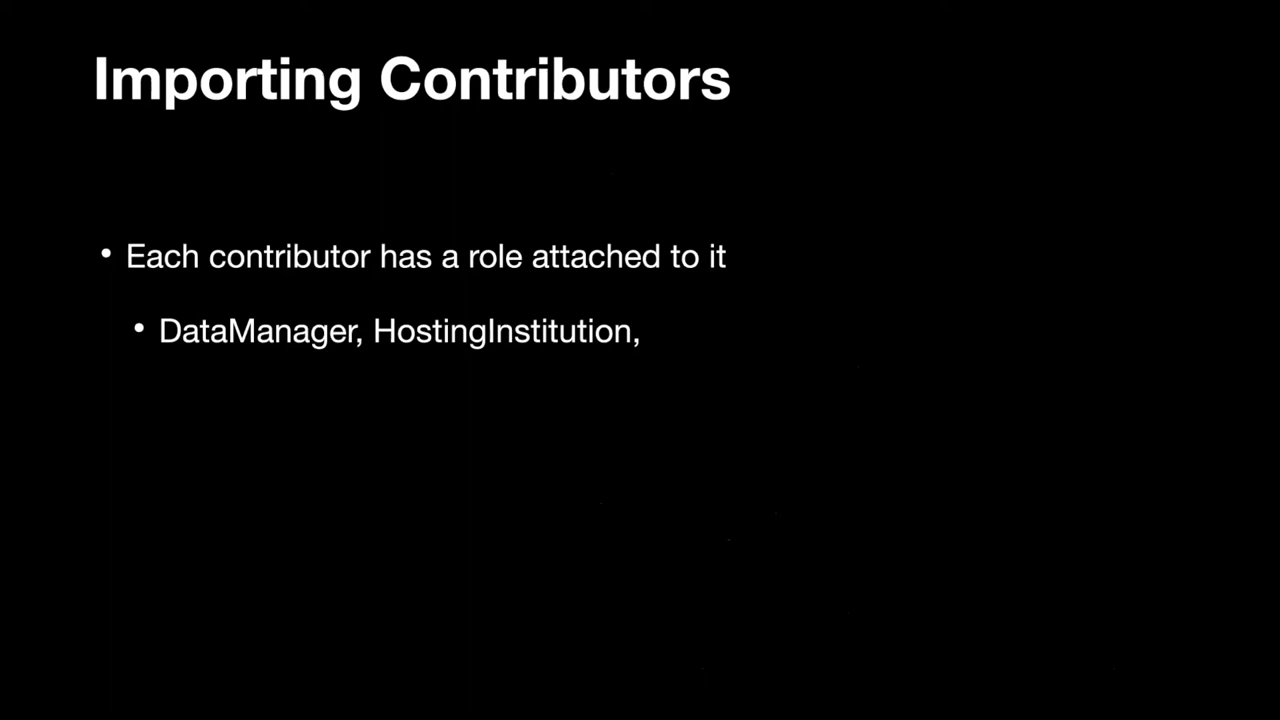 Importing Contributors
• Each contributor has a role attached to it
• DataManager, HostingInstitution,